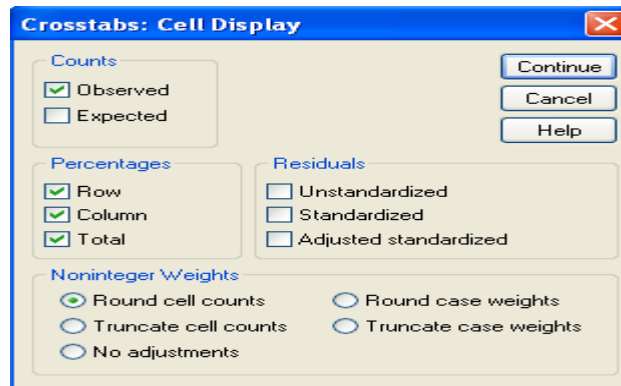 Crosstabs: Cell Display
Counts
Observed
Expected
Continue
Cancel
Help
Percentages
Row
Column
Total
Residuals
Unstandardized
Standardized
Adjusted standardized
Noninteger Weights
Round cell counts
Round case weights
Truncate cell counts
Truncate case weights
No adjustments